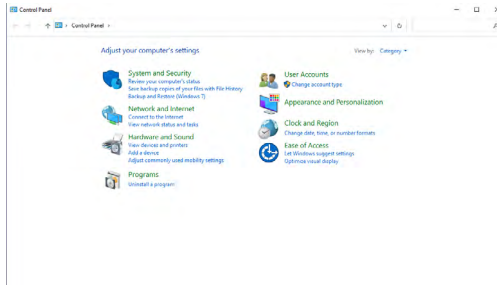 Control Panel
Control Panel
Adjust your computer's settings
View by: Category
System and Security
Review your computer's status
Save backup copies of your files with File History
Backup and Restore (Windows 7)
Network and Internet
Connect to the Internet
View network status and tasks
Hardware and Sound
View devices and printers
Add a device
Adjust commonly used mobility settings
Programs
Uninstall a program
User Accounts
Change account type
Appearance and Personalization
Clock and Region
Change date, time, or number formats
Ease of Access
Let Windows suggest settings
Optimize visual display